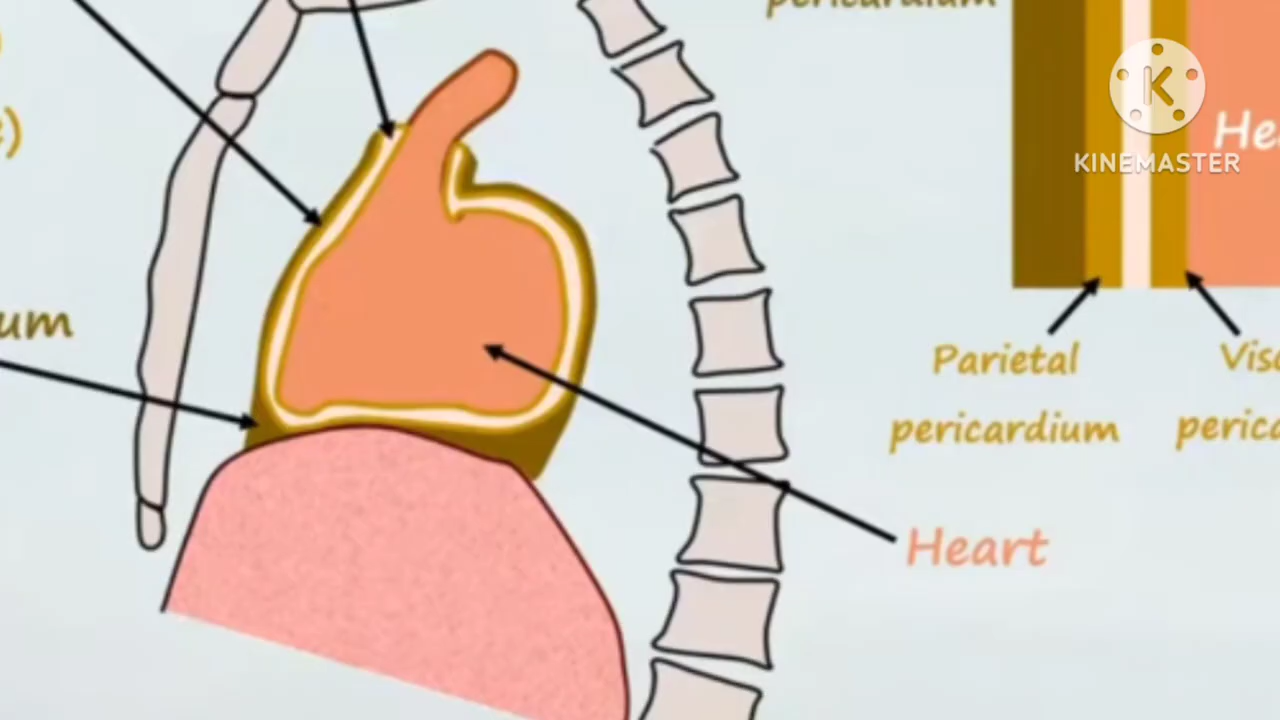 pericardium
K
He
KINEMASTER
um
Parietal
pericardium
Visc
perica
Heart